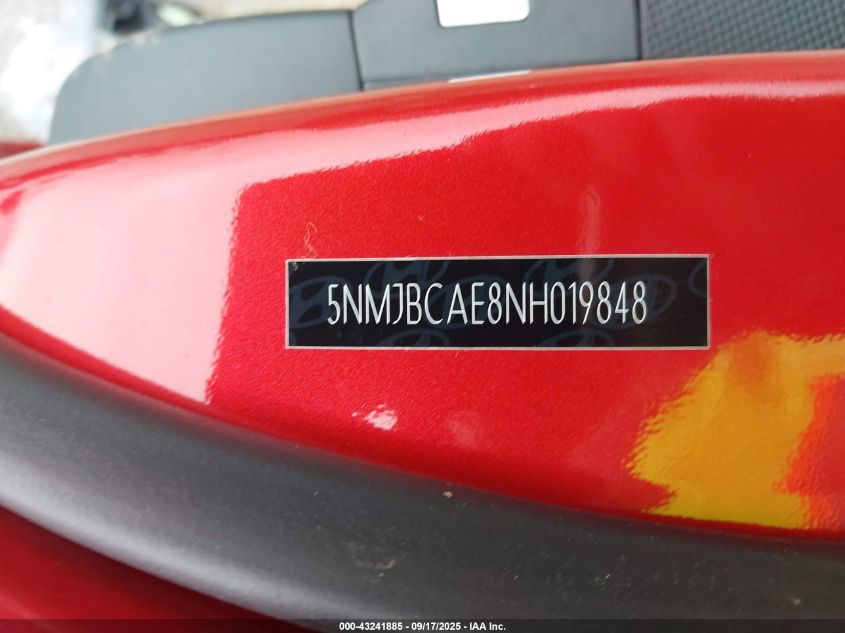 5NMJBCAE8NH019848
000-43241885 - 09/17/2025 - IAA Inc.